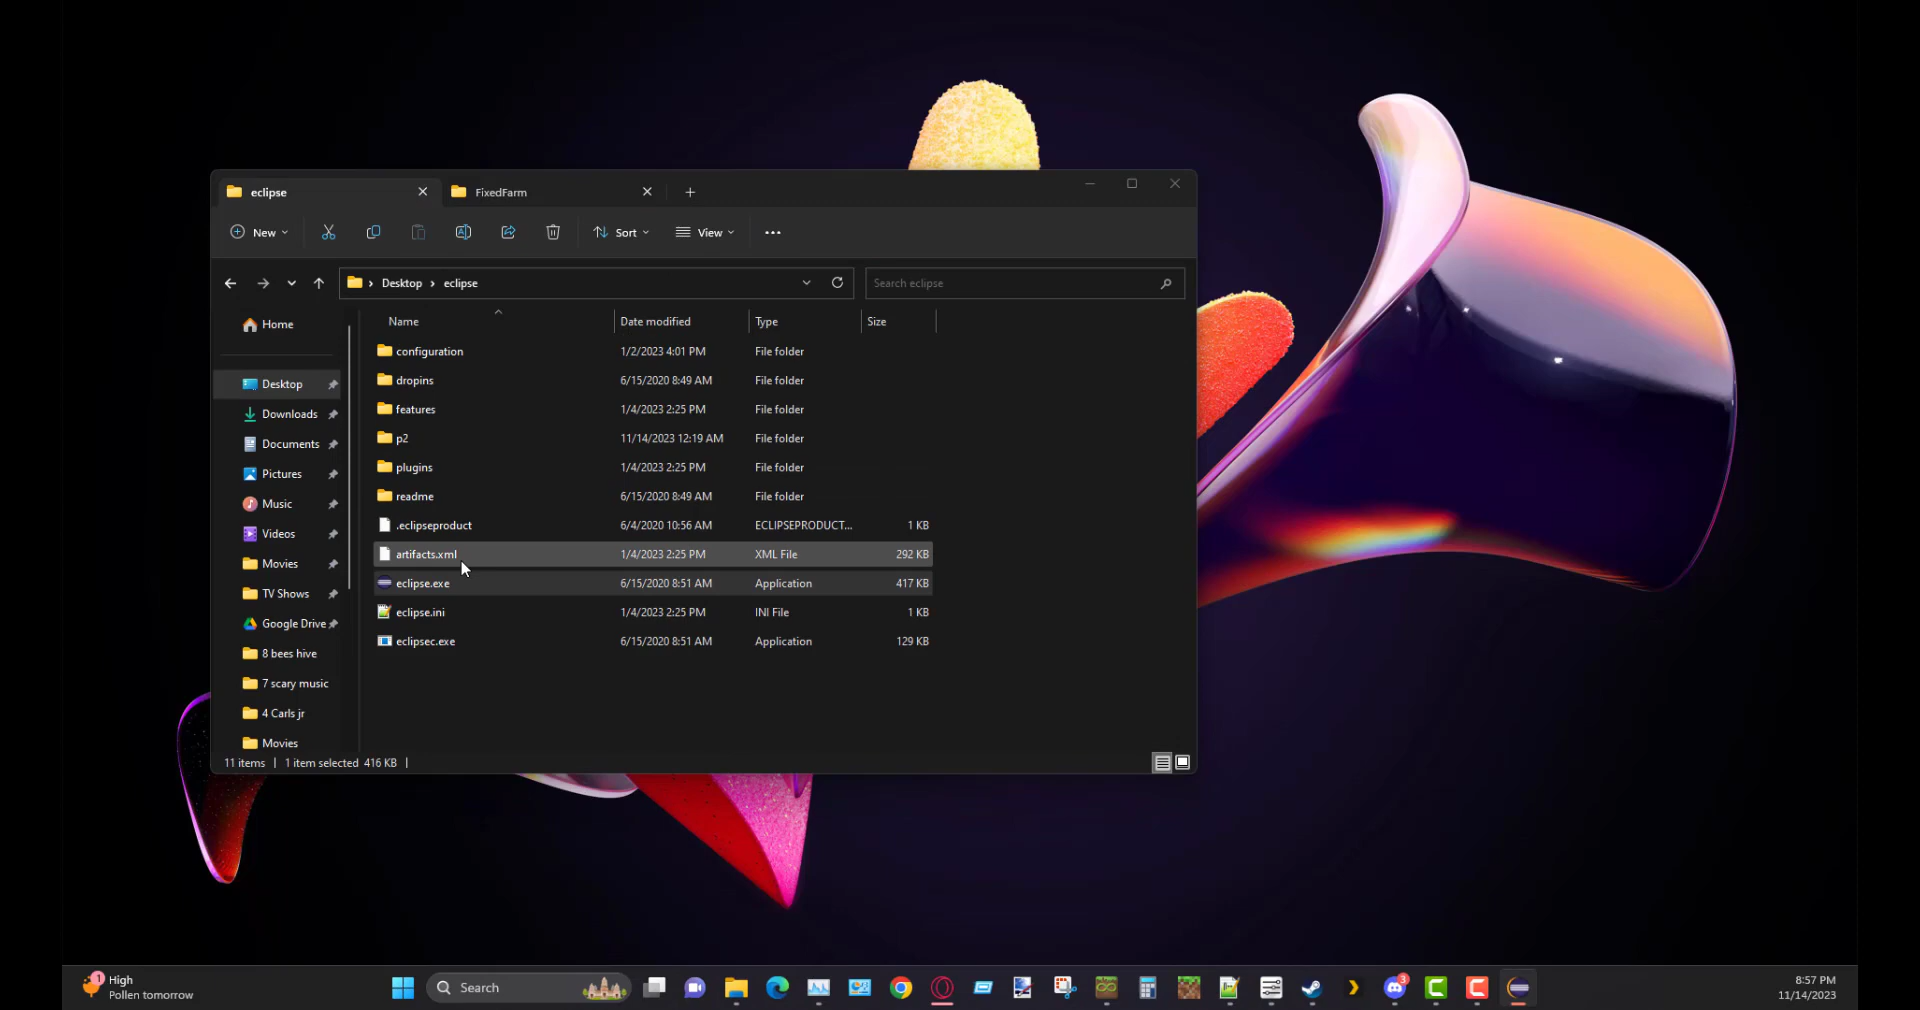 eclipse
FixedFarm
New
Sort
View
Desktop
eclipse
Search eclipse
Home
Desktop
Downloads
Documents
Pictures
Music
Videos
Movies
TV Shows
Google Drive
8 bees hive
7 scary music
4 Carls jr
Movies
Name Date modified Type Size
configuration 1/2/2023 4:01 PM File folder
dropins 6/15/2020 8:49 AM File folder
features 1/4/2023 2:25 PM File folder
p2 11/14/2023 12:19 AM File folder
plugins 1/4/2023 2:25 PM File folder
readme 6/15/2020 8:49 AM File folder
.eclipseproduct 6/4/2020 10:56 AM ECLIPSEPRODUCT... 1 KB
artifacts.xml 1/4/2023 2:25 PM XML File 292 KB
eclipse.exe 6/15/2020 8:51 AM Application 417 KB
eclipse.ini 1/4/2023 2:25 PM INI File 1 KB
eclipsec.exe 6/15/2020 8:51 AM Application 129 KB
11 items | 1 item selected 416 KB |
1
High
Pollen tomorrow
Search
3
8:57 PM
11/14/2023